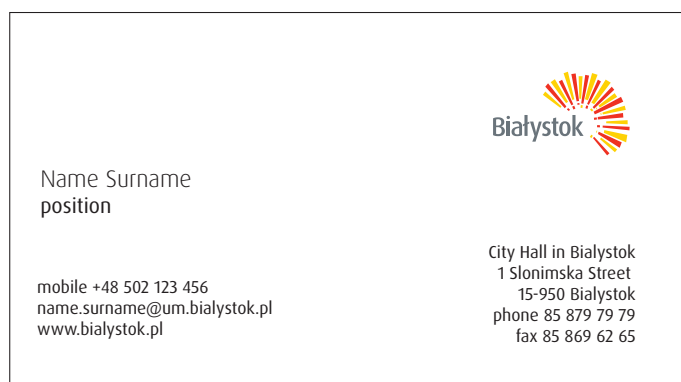 Białystok
Name Surname
position
mobile +48 502 123 456
name.surname@um.bialystok.pl
www.bialystok.pl
City Hall in Bialystok
1 Slonimska Street
15-950 Bialystok
phone 85 879 79 79
fax 85 869 62 65